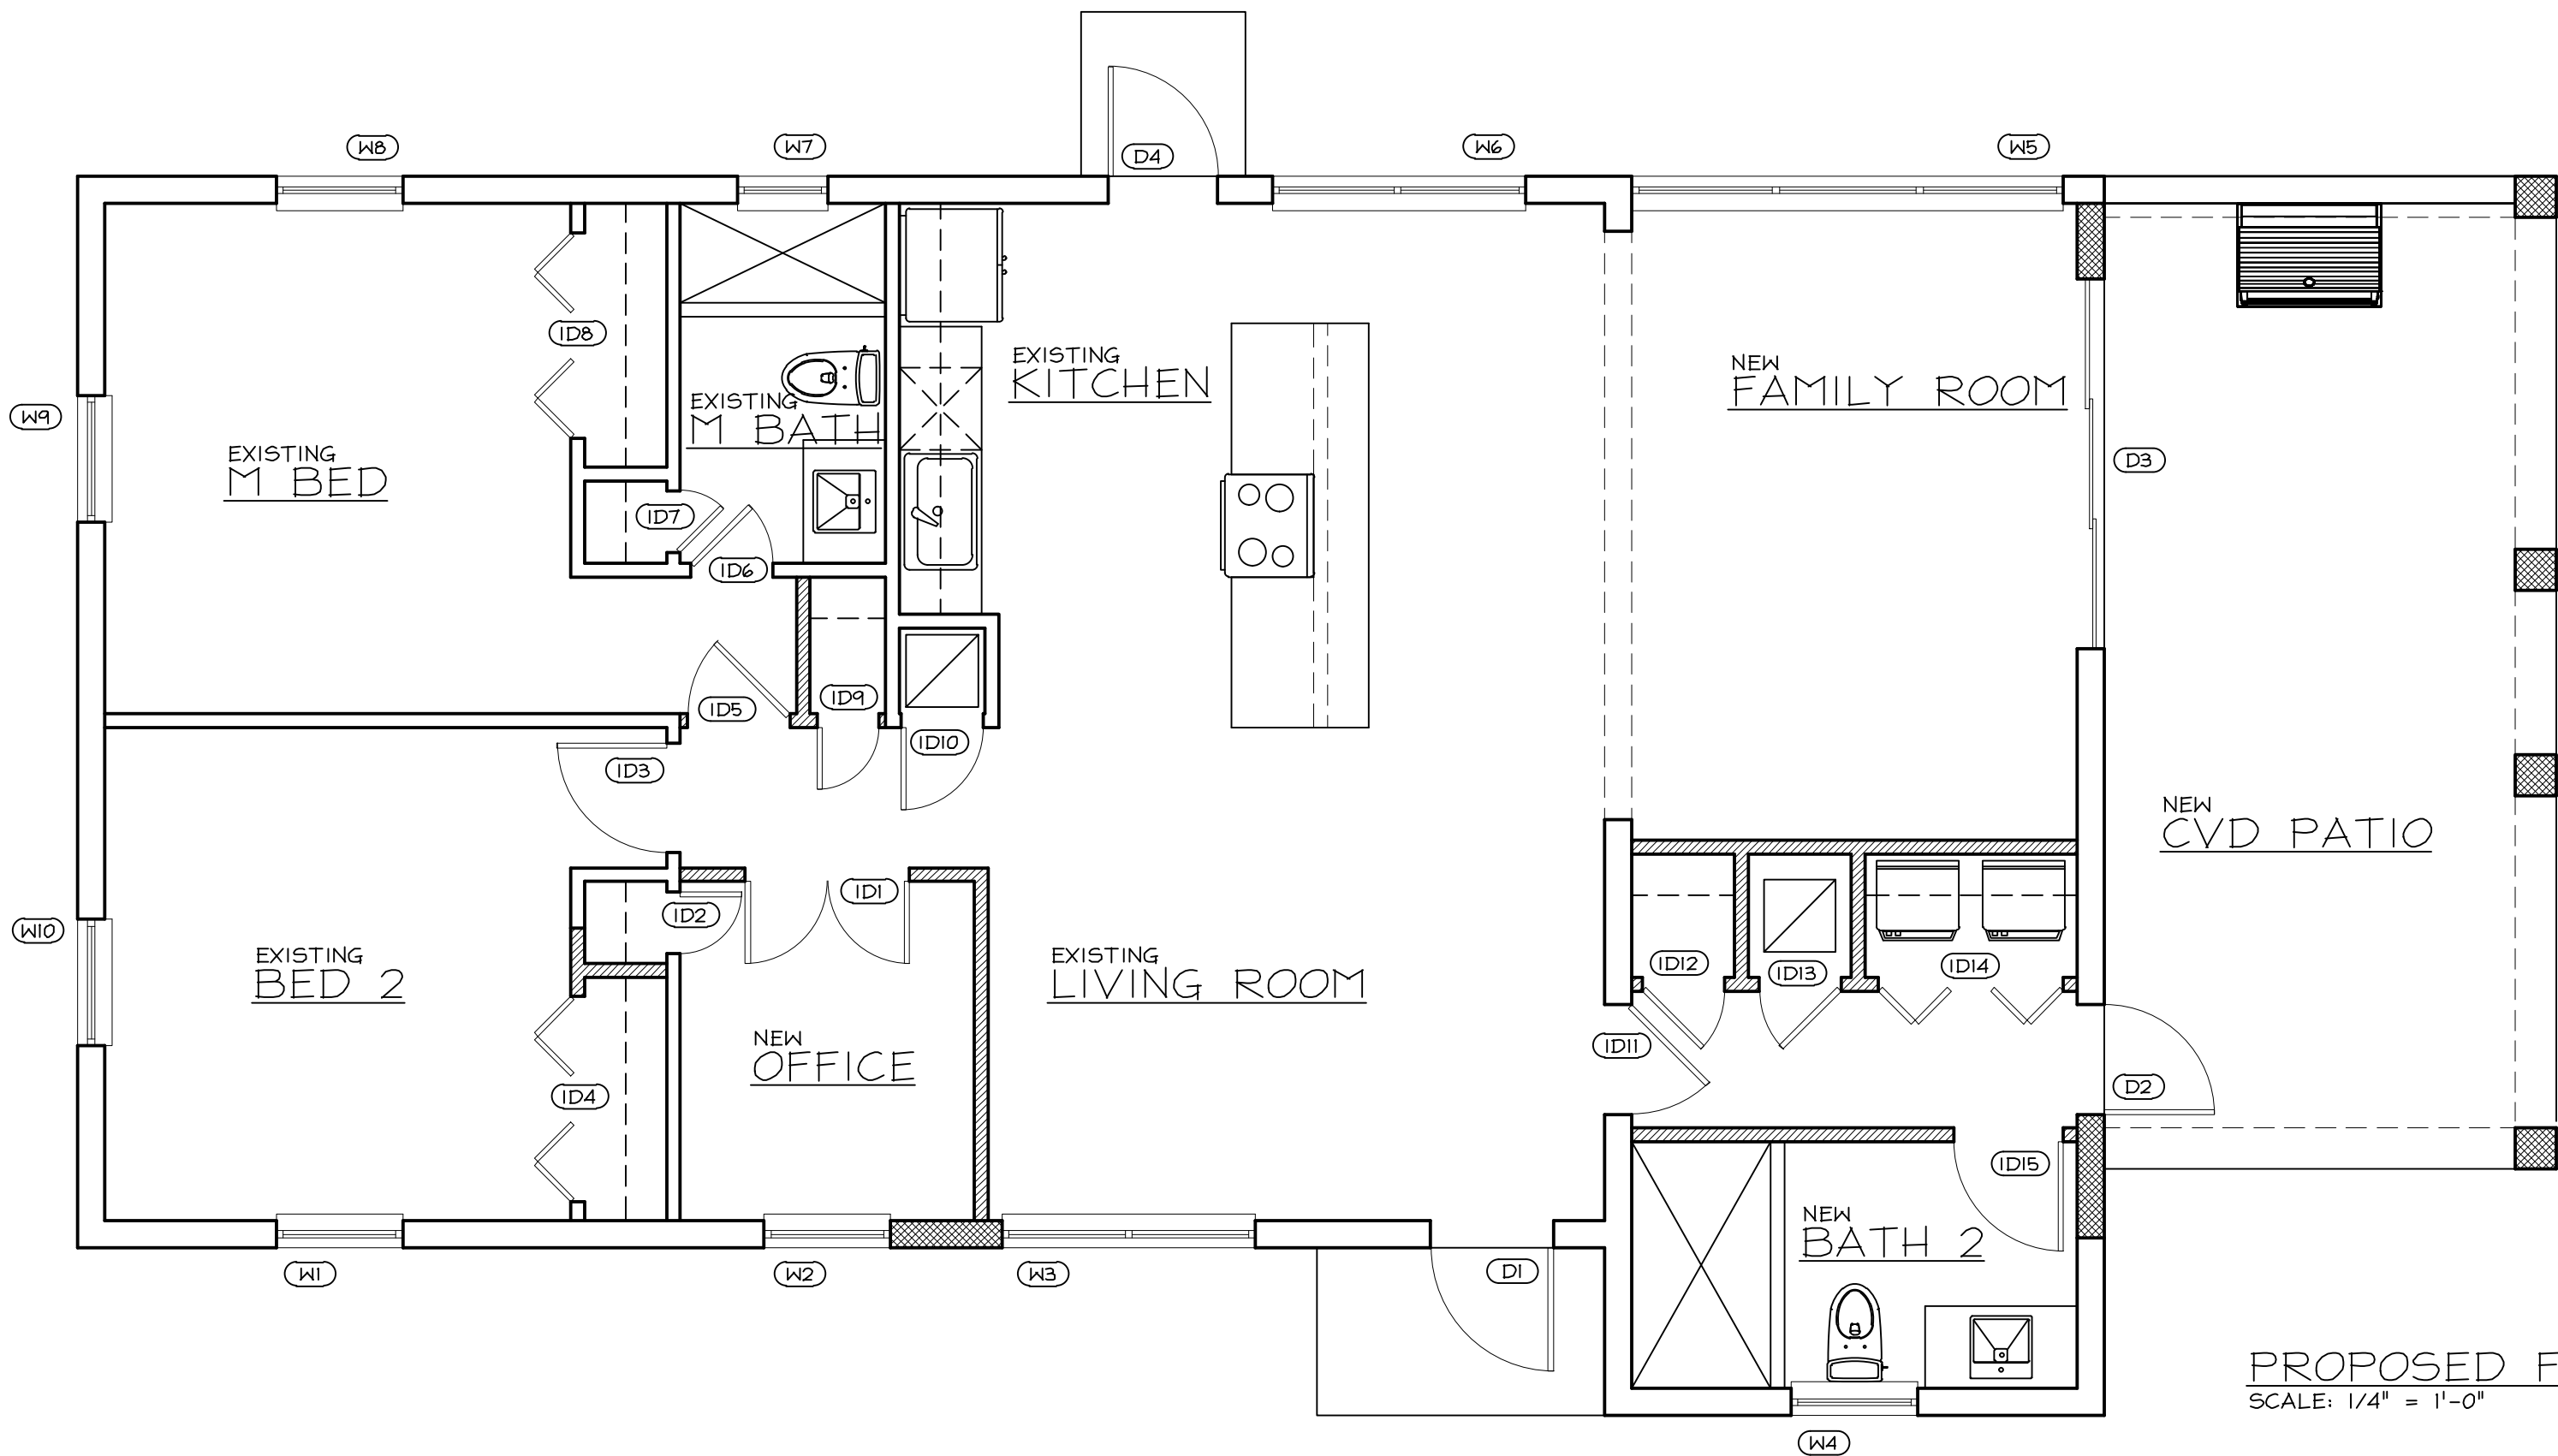 W8
W7
D4
W6
W5
ID8
EXISTING
KITCHEN
NEW
FAMILY ROOM
W9
EXISTING
M BATH
EXISTING
M BED
D3
ID7
ID6
ID5
ID9
ID10
ID3
NEW
CVD PATIO
ID1
ID2
W10
EXISTING
BED 2
EXISTING
LIVING ROOM
ID12
ID13
ID14
NEW
OFFICE
ID11
ID4
D2
ID15
NEW
BATH 2
W1
W2
W3
D1
PROPOSED F
SCALE: 1/4" = 1'-0"
W4